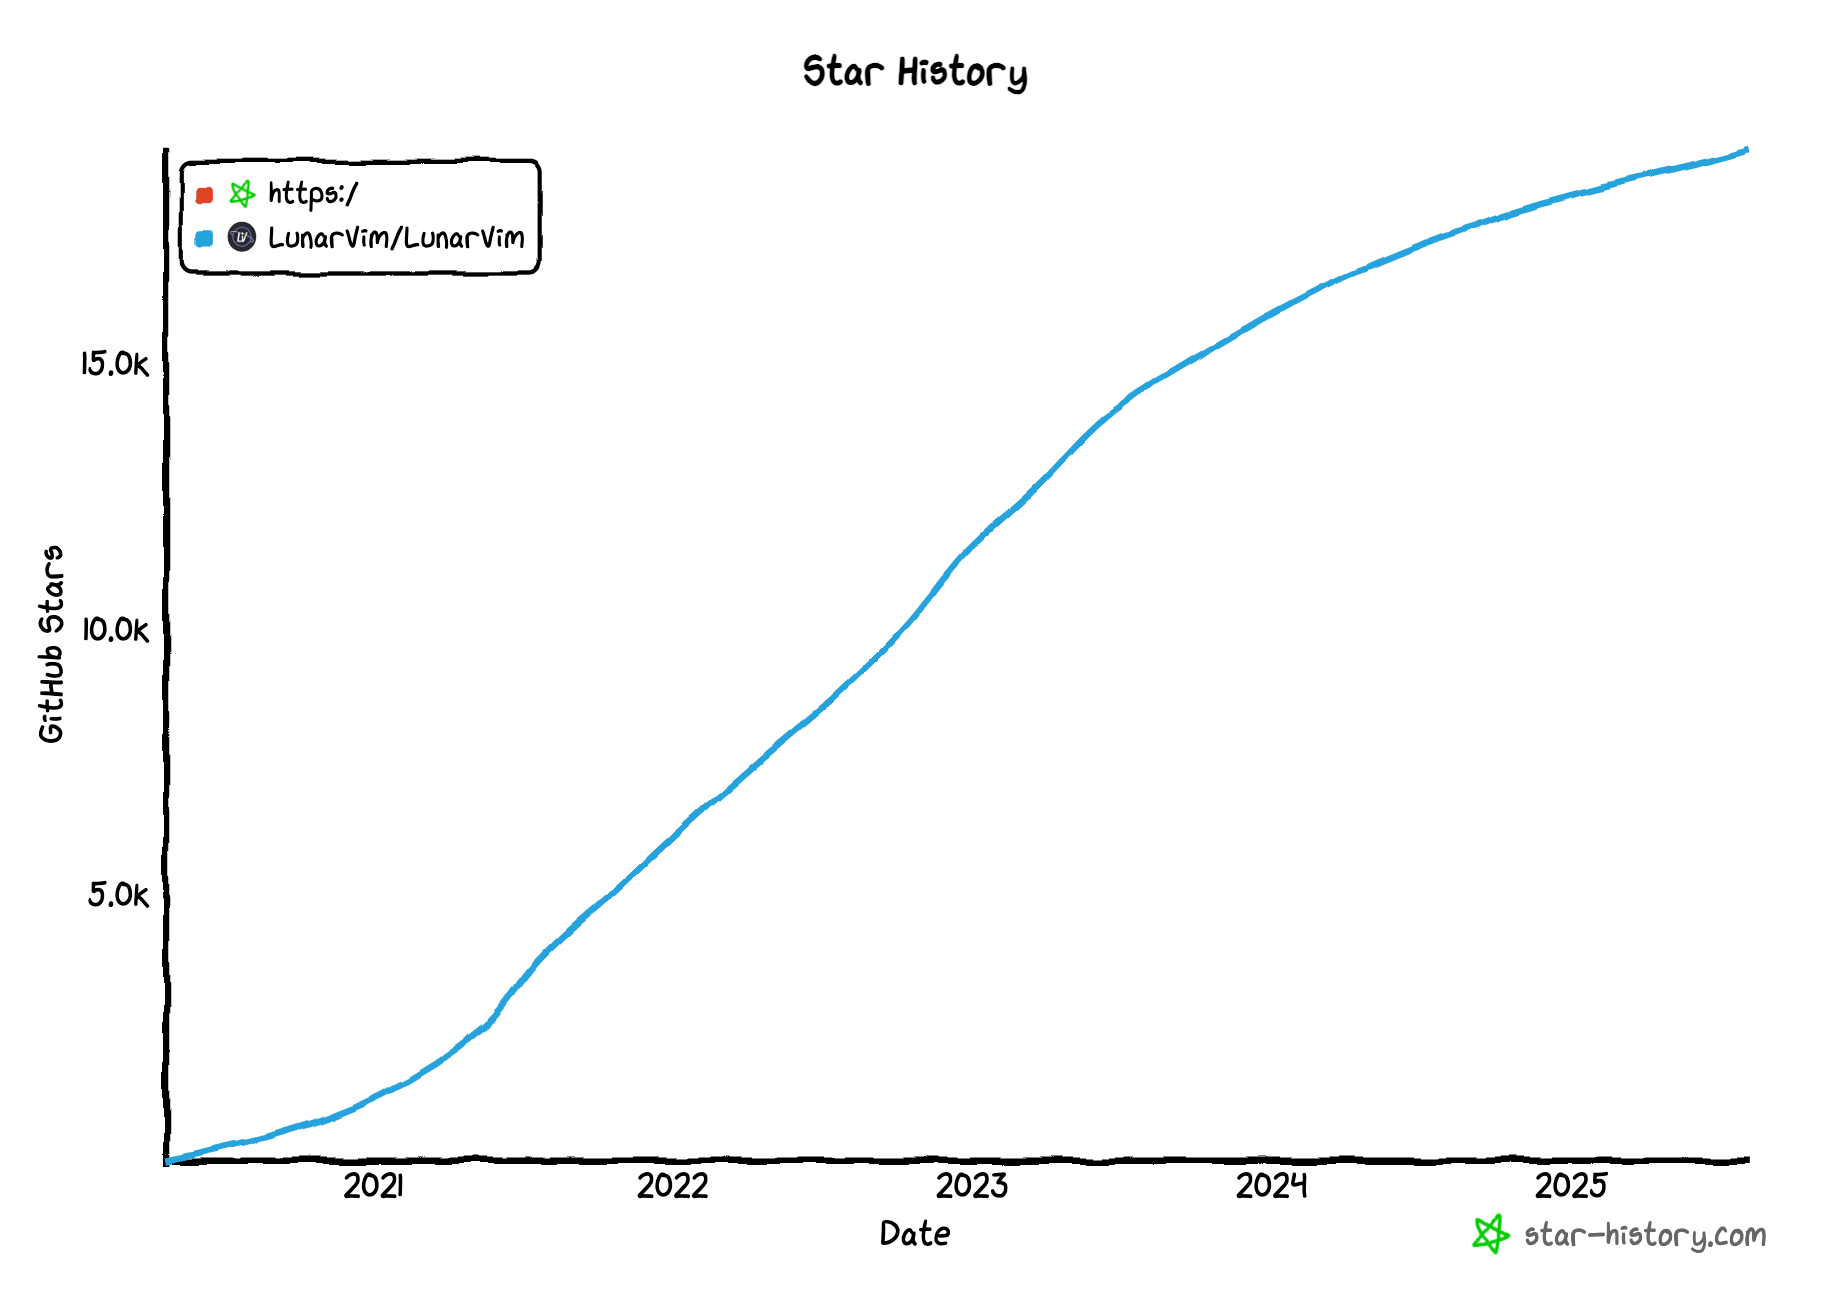 Star History
https:/
LunarVim/LunarVim
15.0K
10.0K
5.0K
GitHub Stars
2021
2022
2023
2024
2025
Date
star-history.com